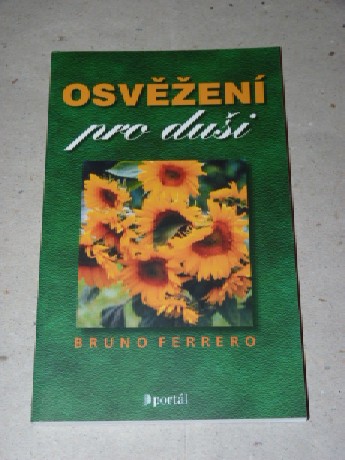 OSVĚŽENÍ
pro duši
BRUNO FERRERO
portál